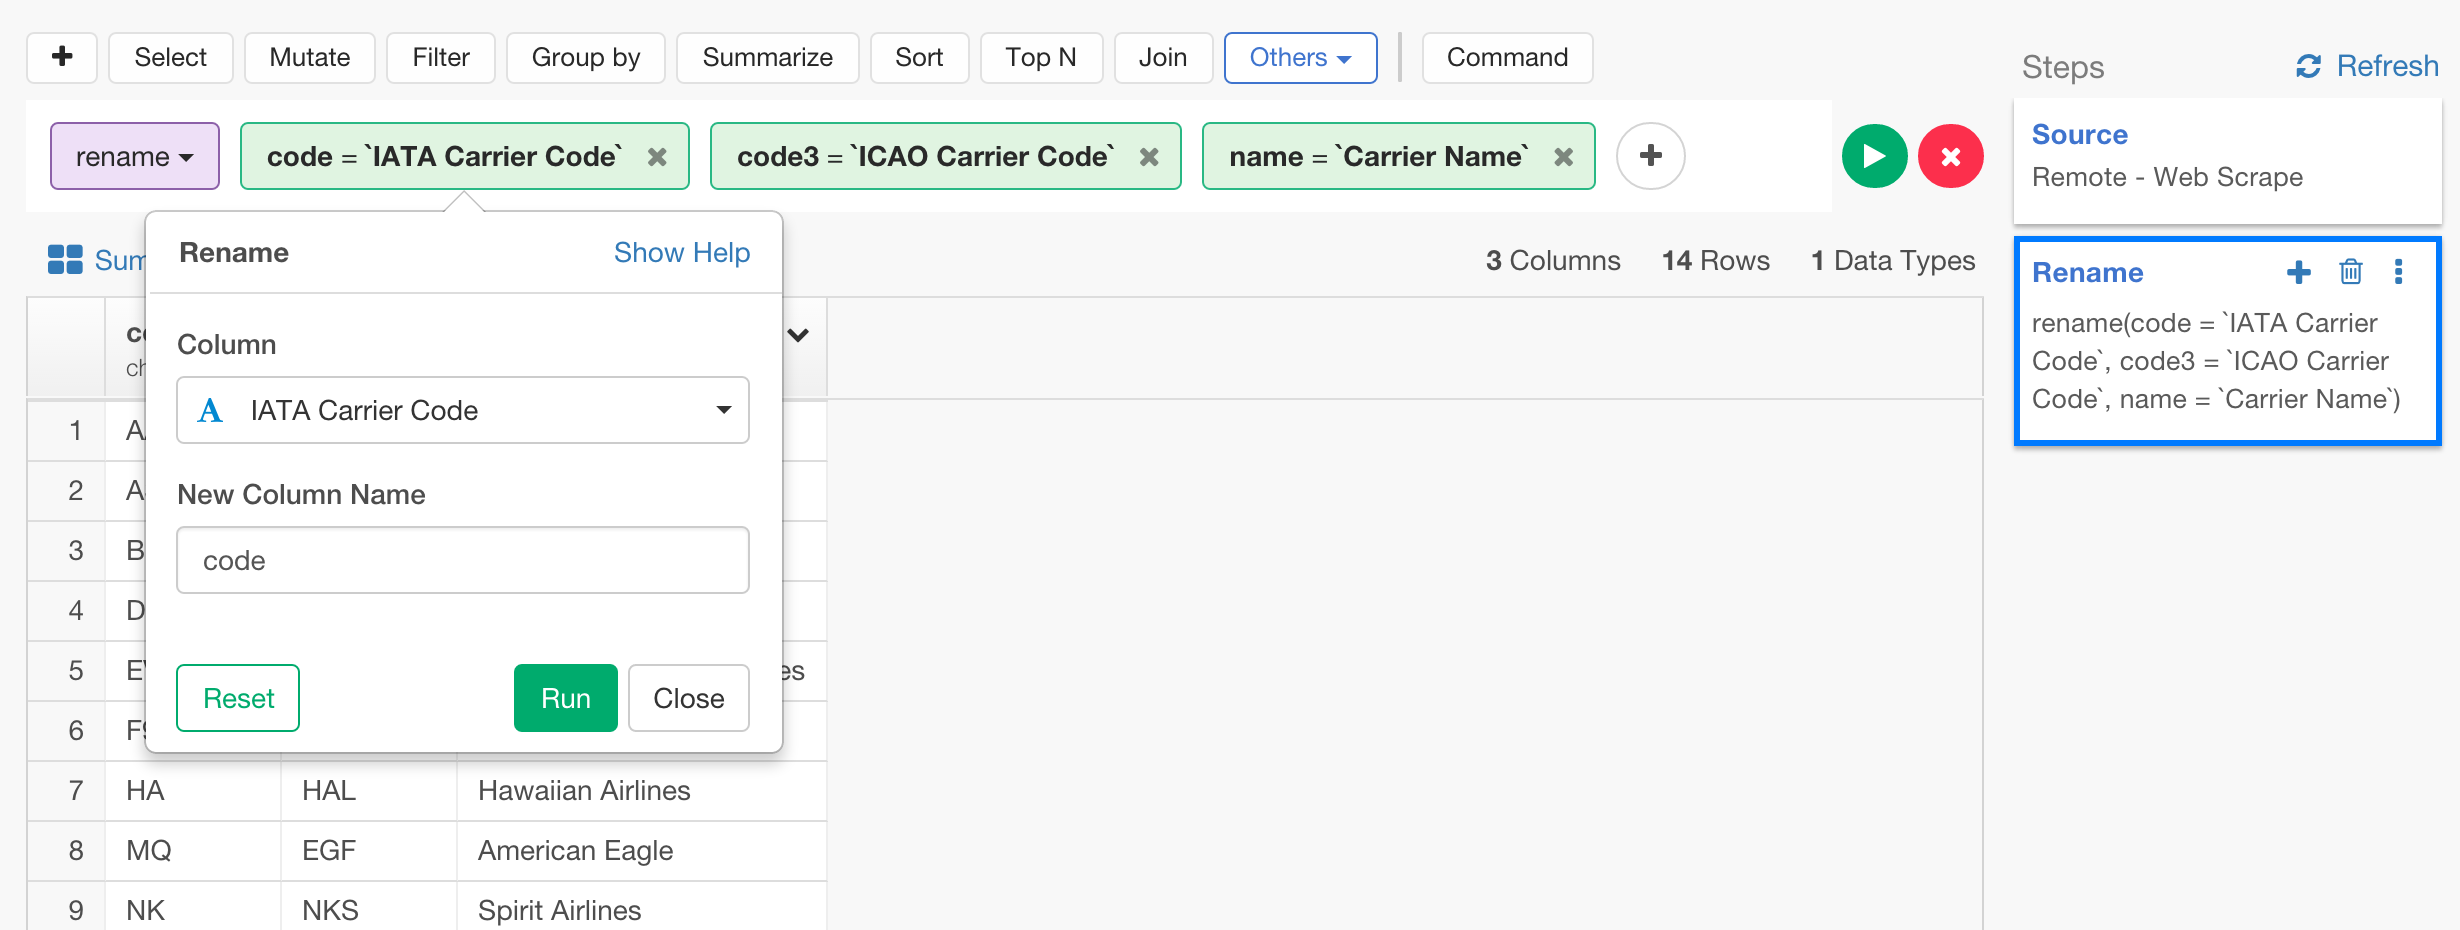 Select Mutate Filter Group by Summarize Sort Top N Join Others Command
rename code = `IATA Carrier Code` code3 = `ICAO Carrier Code` name = `Carrier Name`
3 Columns 14 Rows 1 Data Types
Rename Show Help
Column
A IATA Carrier Code
New Column Name
code
Reset Run Close
1
2
3
4
5
6
7 HA HAL Hawaiian Airlines
8 MQ EGF American Eagle
9 NK NKS Spirit Airlines
Steps Refresh
Source
Remote - Web Scrape
Rename
rename(code = `IATA Carrier
Code`, code3 = `ICAO Carrier
Code`, name = `Carrier Name`)